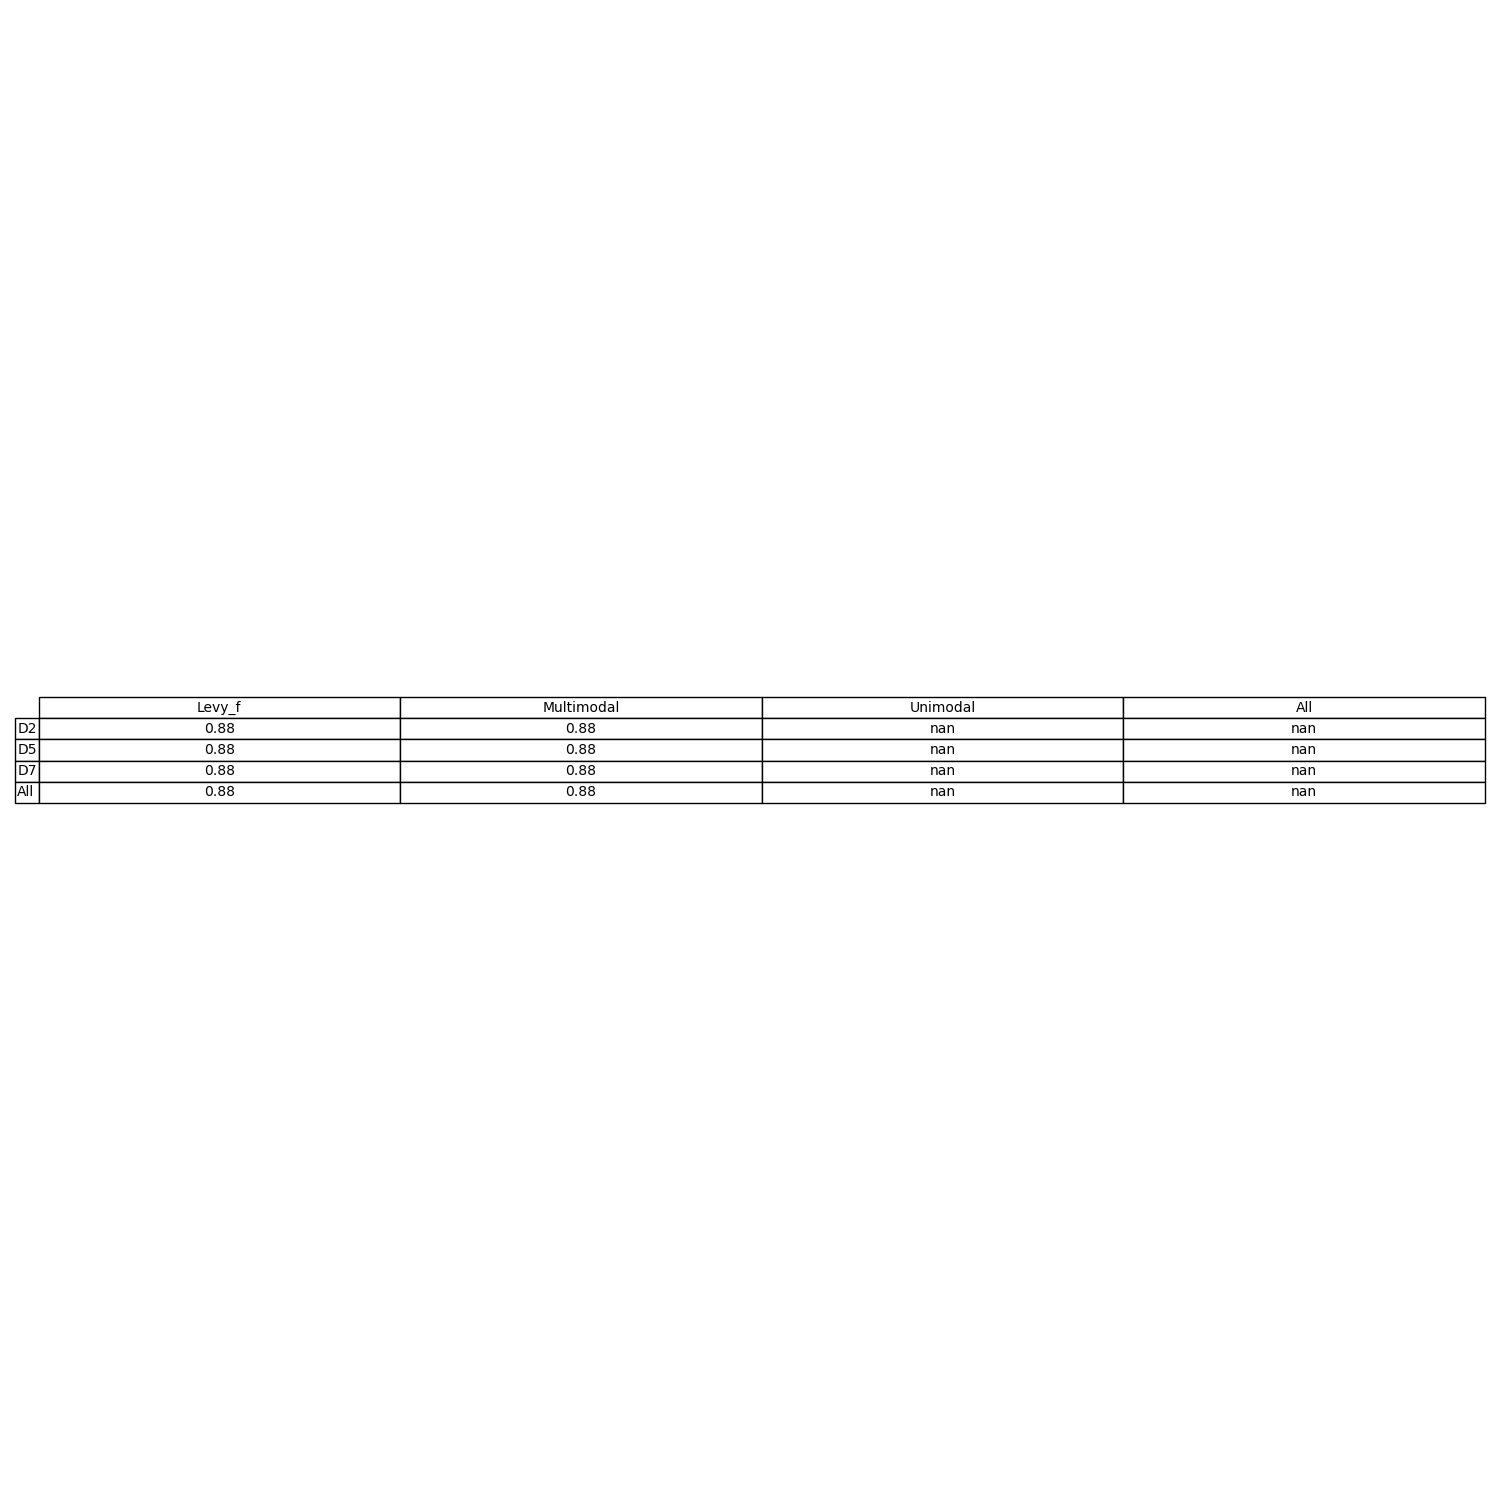 Levy_f Multimodal Unimodal All
D2 0.88 0.88 nan nan
D5 0.88 0.88 nan nan
D7 0.88 0.88 nan nan
All 0.88 0.88 nan nan